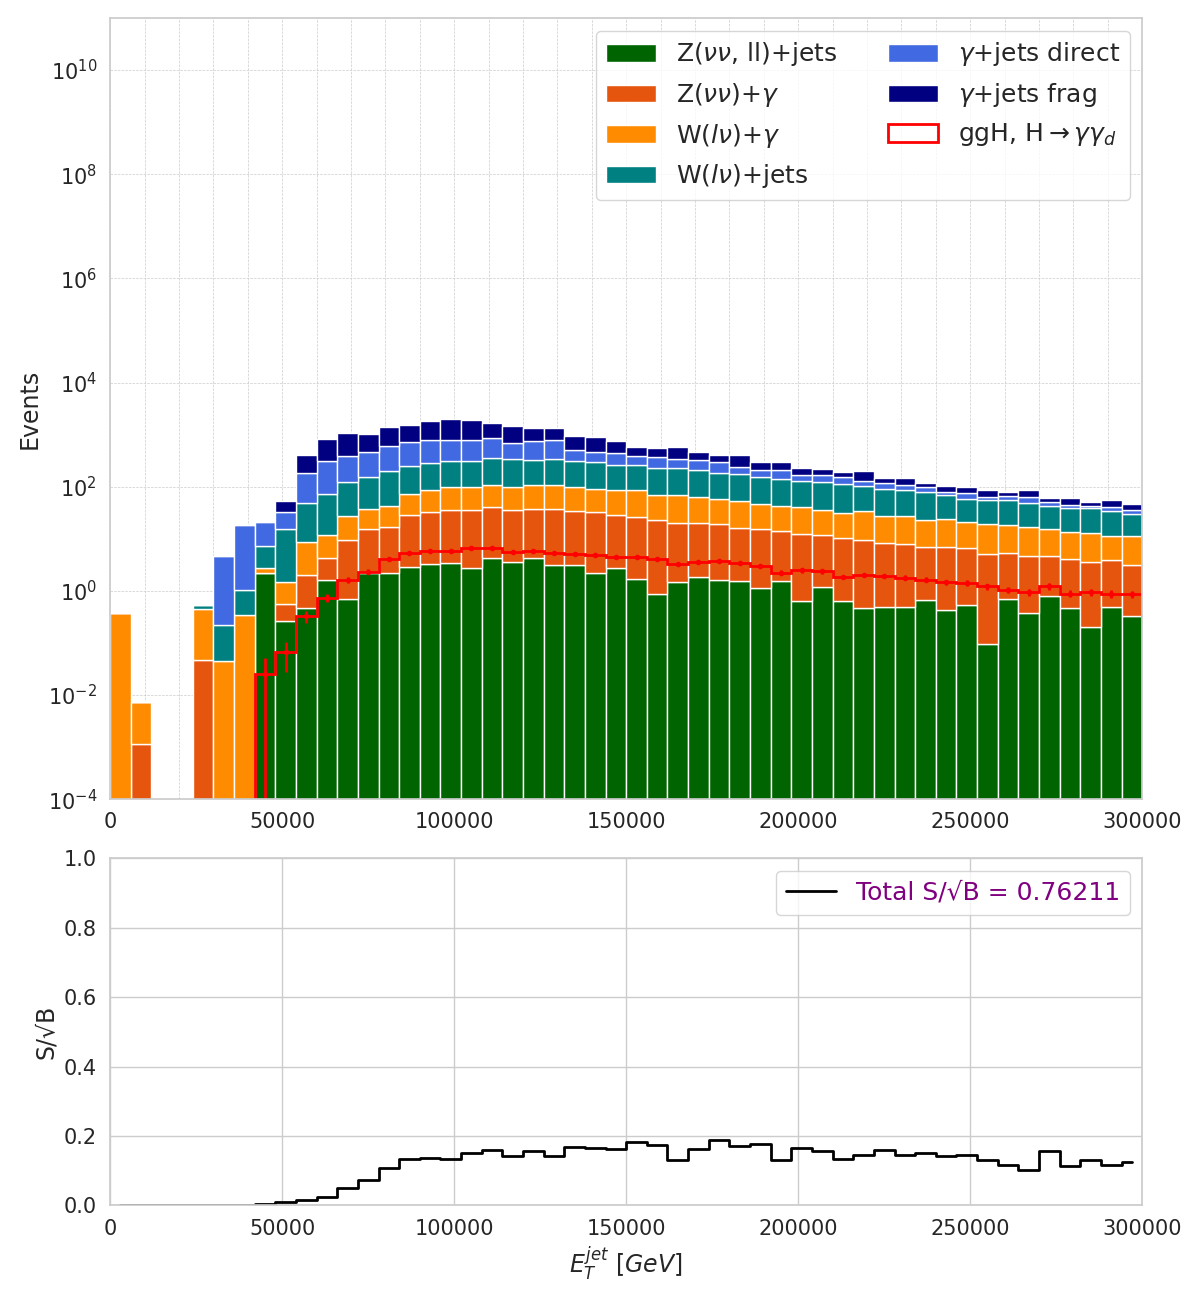 Z(νν, ll)+jets
Z(νν)+γ
W(lν)+γ
W(lν)+jets
γ+jets direct
γ+jets frag
ggH, H→γγ_d
Events
10^10
10^8
10^6
10^4
10^2
10^0
10^−2
10^−4
0 50000 100000 150000 200000 250000 300000
Total S/√B = 0.76211
S/√B
1.0
0.8
0.6
0.4
0.2
0.0
0 50000 100000 150000 200000 250000 300000
E_T^jet [GeV]